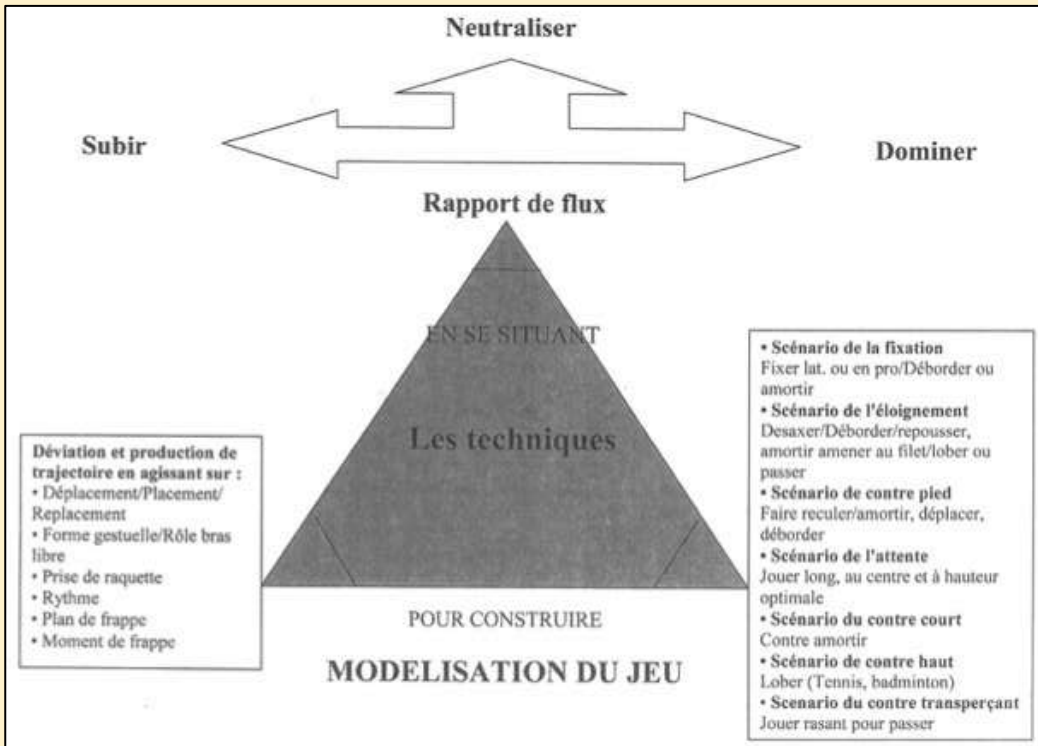 Neutraliser
Subir
Dominer
Rapport de flux
EN SE SITUANT
Les techniques
Déviation et production de
trajectoire en agissant sur :
• Déplacement/Placement/
Replacement
• Forme gestuelle/Rôle bras
libre
• Prise de raquette
• Rythme
• Plan de frappe
• Moment de frappe
• Scénario de la fixation
Fixer lat. ou en pro/Déborder ou
amortir
• Scénario de l'éloignement
Desaxer/Déborder/repousser,
amortir amener au filet/lober ou
passer
• Scénario de contre pied
Faire reculer/amortir, déplacer,
déborder
• Scénario de l'attente
Jouer long, au centre et à hauteur
optimale
• Scénario du contre court
Contre amortir
• Scénario de contre haut
Lober (Tennis, badminton)
• Scenario du contre transperçant
Jouer rasant pour passer
POUR CONSTRUIRE
MODELISATION DU JEU